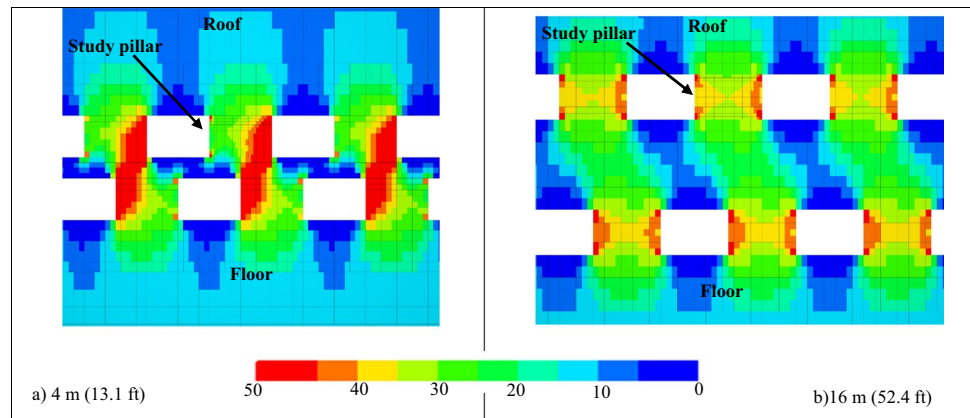 Roof
Study pillar
Floor
Roof
Study pillar
Floor
50 40 30 20 10 0
a) 4 m (13.1 ft)
b)16 m (52.4 ft)